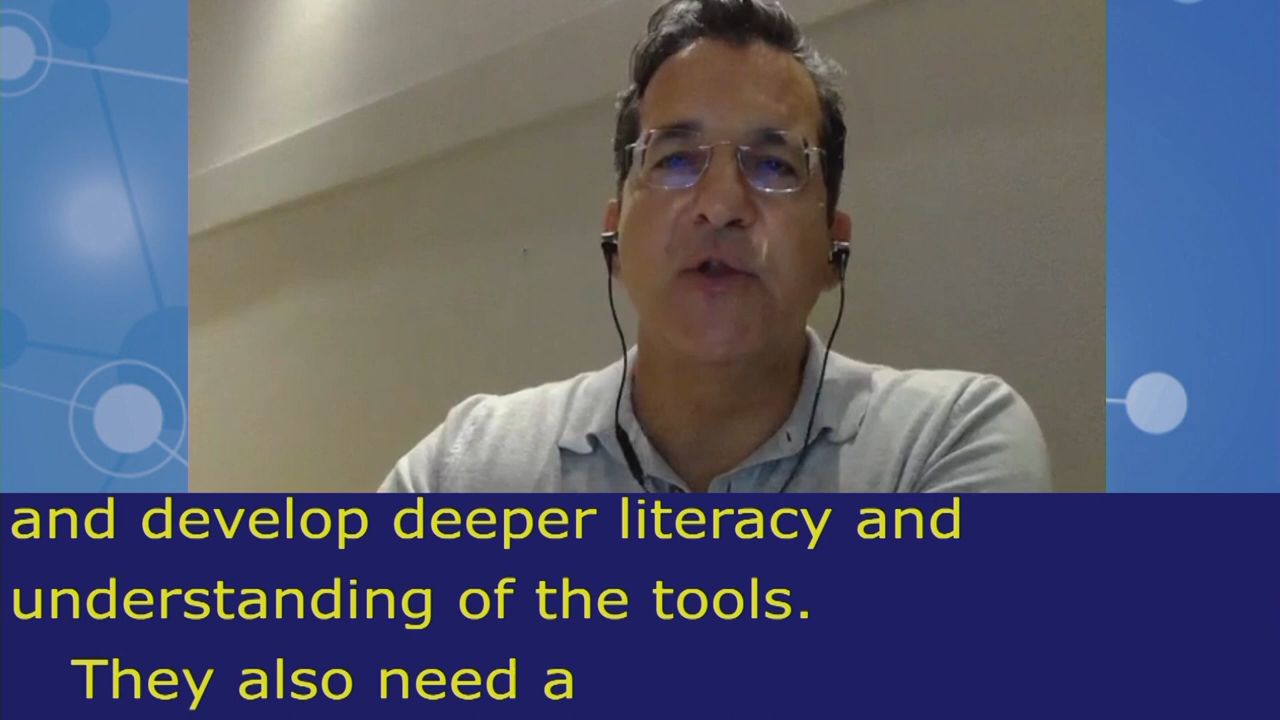 and develop deeper literacy and
understanding of the tools.
They also need a